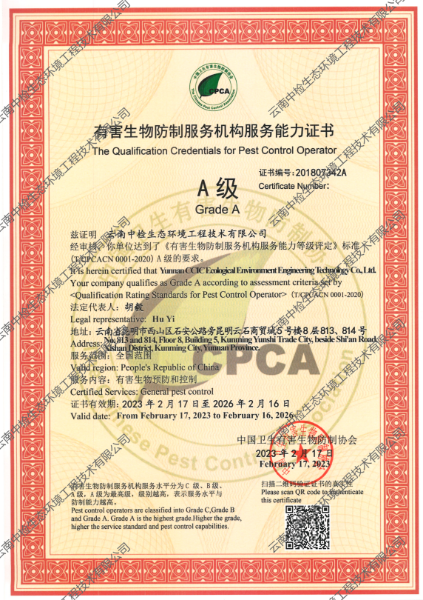 CPCA
有害生物防制服务机构服务能力证书
The Qualification Credentials for Pest Control Operator
证书编号:201807342A
Certificate Number:
A 级
Grade A
兹证明 云南中检生态环境工程技术有限公司
经审核,你单位达到了《有害生物防制服务机构服务能力等级评定》标准
(T/CPCACN 0001-2020) A 级的要求。
It is herein certified that Yunnan CCIC Ecological Environment Engineering Technology Co., Ltd.
Your company qualifies as Grade A according to assessment criteria set by
<Qualification Rating Standards for Pest Control Operator> (T/CPCACN 0001-2020)
法定代表人: 胡毅
Legal representative: Hu Yi
地址: 云南省昆明市西山区石安公路旁昆明云石商贸城5号楼8层813、814号
Address: No.813 and 814, Floor 8, Building 5, Kunming Yunshi Trade City, beside Shi'an Road,
Xishan District, Kunming City, Yunnan Province.
服务范围: 全国范围
Valid region: People's Republic of China
服务内容: 有害生物预防和控制
Certified Services: General pest control
证书有效期: 2023 年 2 月 17 日至 2026 年 2 月 16 日
Valid date: From February 17, 2023 to February 16, 2026
中国卫生有害生物防制协会
2023 年 2 月 17 日
February 17, 2023
有害生物防制服务机构服务水平分为 C 级、B 级、
A 级。A 级为最高级,级别越高,表示服务水平与
防制能力越高。
Pest control operators are classified into Grade C,Grade B
and Grade A. Grade A is the highest grade.Higher the grade,
higher the service standard and pest control capabilities.
扫描二维码验证证书的真实性
Please scan QR code to authenticate
this certificate
云南中检生态环境工程技术有限公司